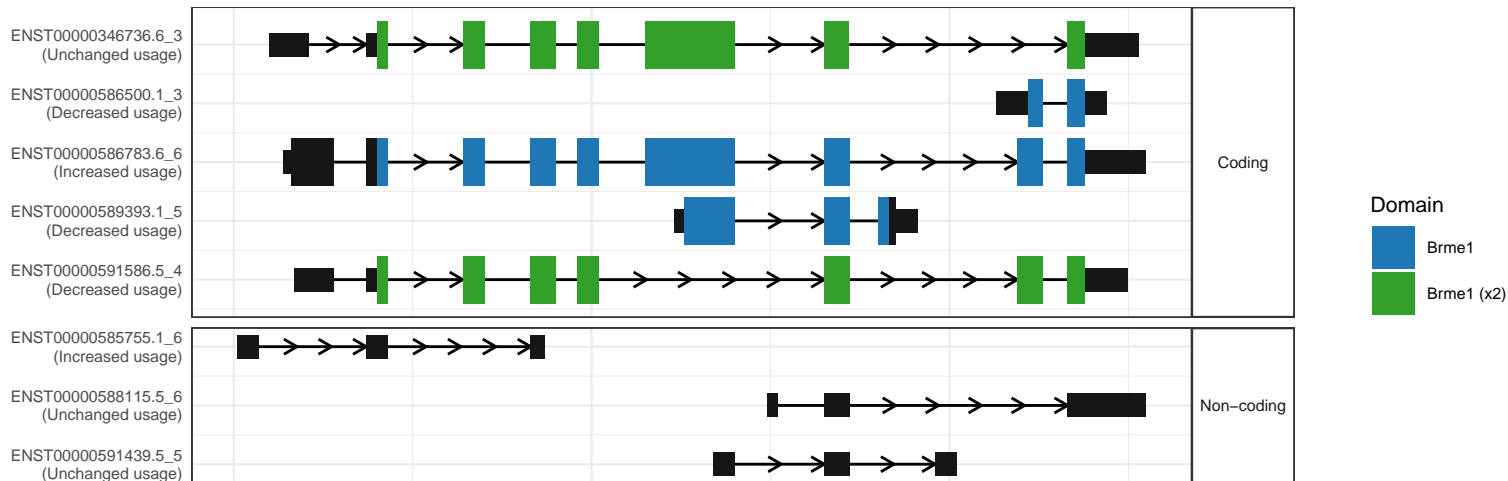 ENST00000346736.6_3
(Unchanged usage)
ENST00000586500.1_3
(Decreased usage)
ENST00000586783.6_6
(Increased usage)
ENST00000589393.1_5
(Decreased usage)
ENST00000591586.5_4
(Decreased usage)
Coding
ENST00000585755.1_6
(Increased usage)
ENST00000588115.5_6
(Unchanged usage)
ENST00000591439.5_5
(Unchanged usage)
Non−coding
Domain
Brme1
Brme1 (x2)